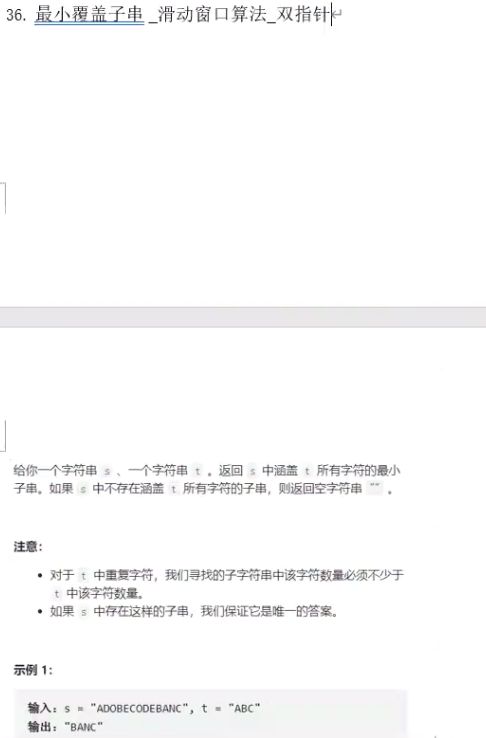 36. 最小覆盖子串 _滑动窗口算法_双指针
给你一个字符串 s 、一个字符串 t 。返回 s 中涵盖 t 所有字符的最小
子串。如果 s 中不存在涵盖 t 所有字符的子串，则返回空字符串 "" 。
注意：
• 对于 t 中重复字符，我们寻找的子字符串中该字符数量必须不少于
t 中该字符数量。
• 如果 s 中存在这样的子串，我们保证它是唯一的答案。
示例 1：
输入：s = "ADOBECODEBANC", t = "ABC"
输出："BANC"